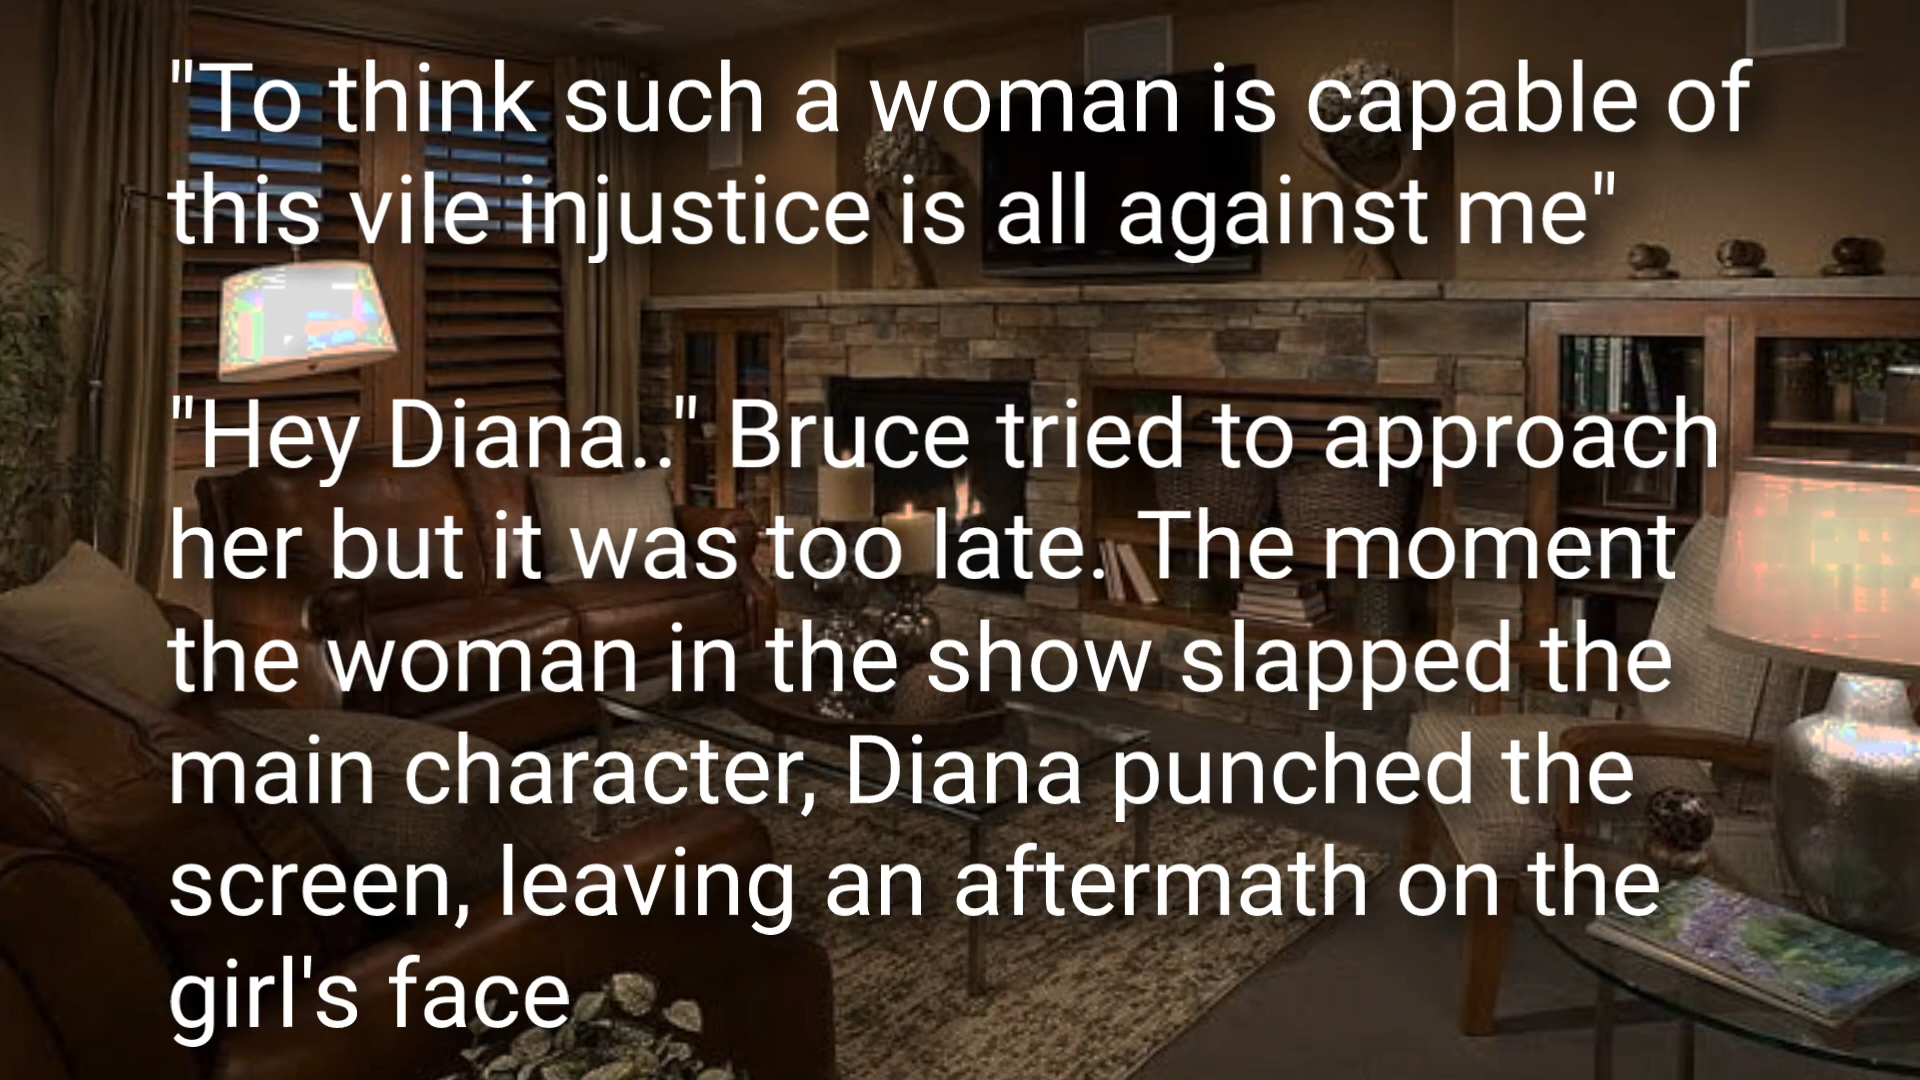 "To think such a woman is capable of
this vile injustice is all against me"
"Hey Diana.." Bruce tried to approach
her but it was too late. The moment
the woman in the show slapped the
main character, Diana punched the
screen, leaving an aftermath on the
girl's face